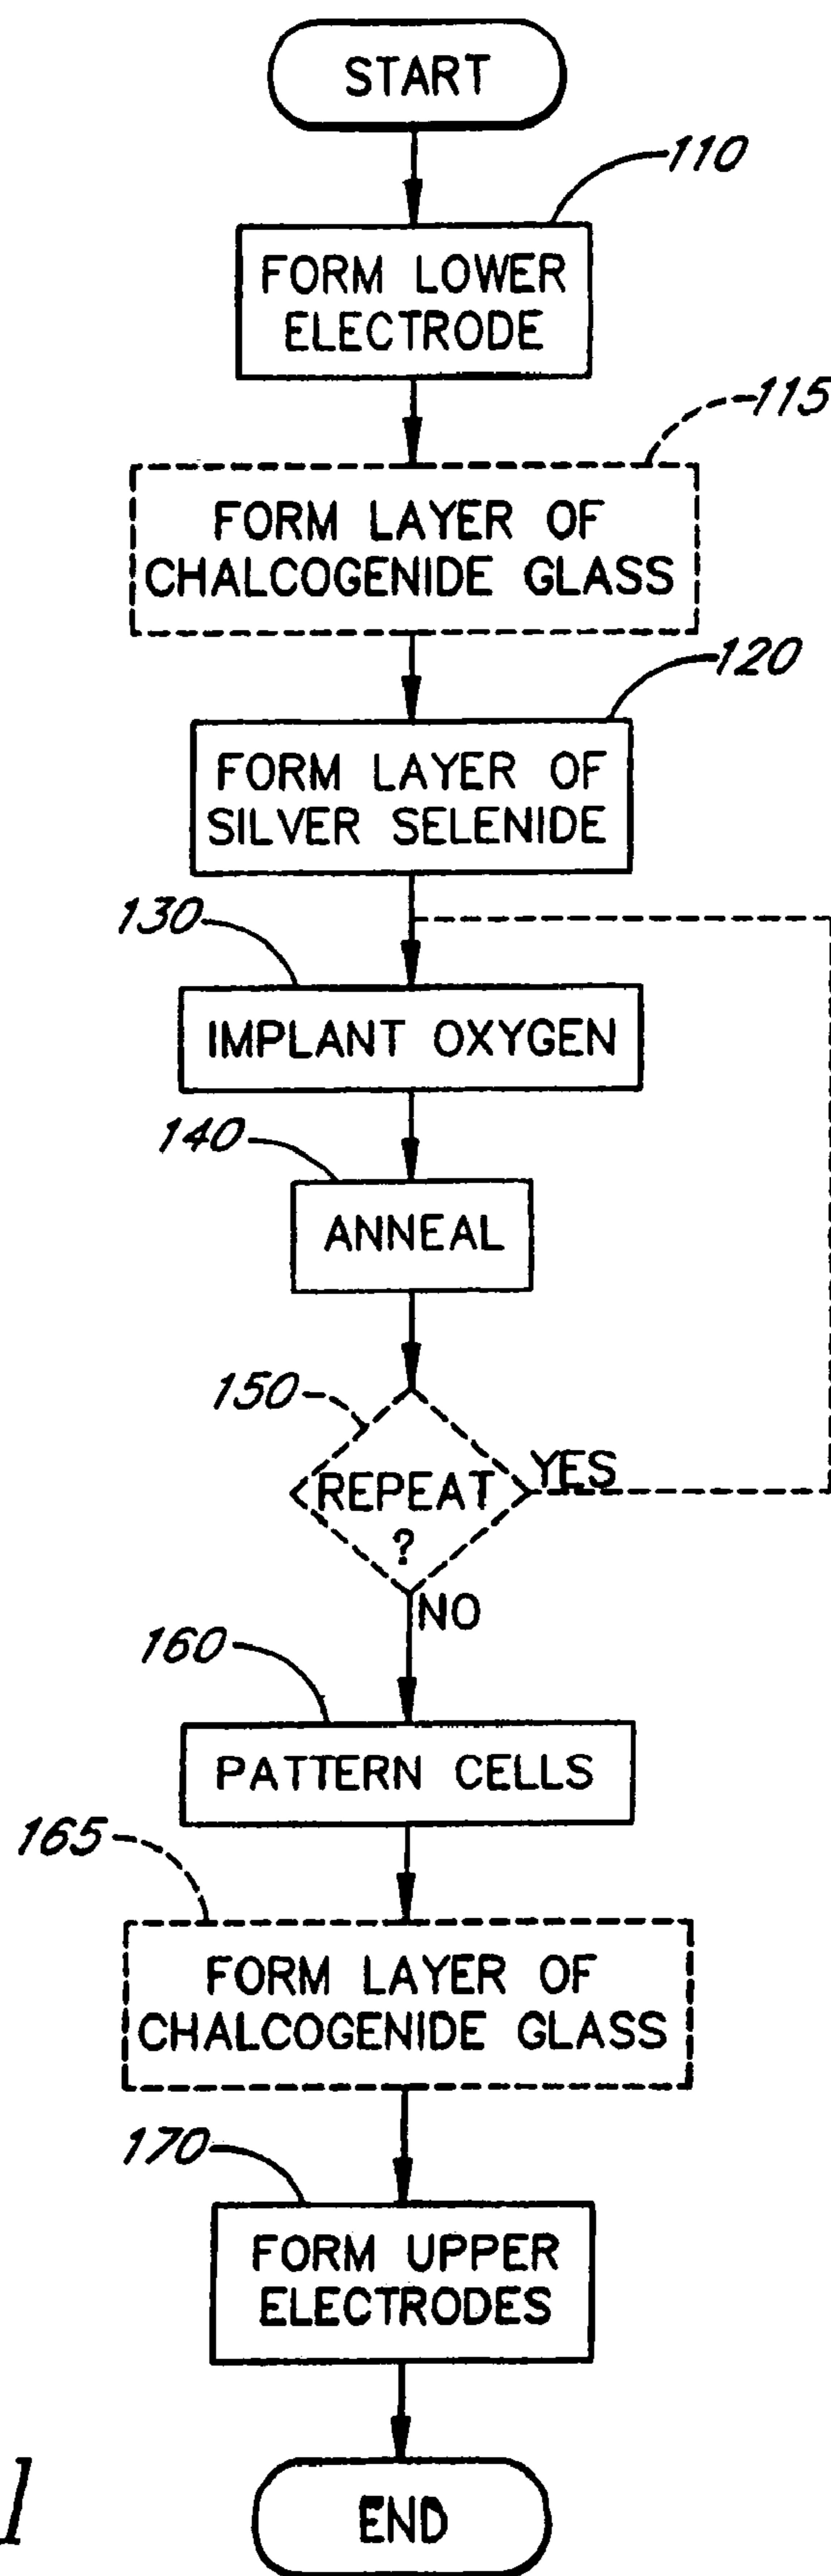 START
110
FORM LOWER
ELECTRODE
115
FORM LAYER OF
CHALCOGENIDE GLASS
120
FORM LAYER OF
SILVER SELENIDE
130
IMPLANT OXYGEN
140
ANNEAL
150
REPEAT
?
YES
NO
160
PATTERN CELLS
165
FORM LAYER OF
CHALCOGENIDE GLASS
170
FORM UPPER
ELECTRODES
END
1